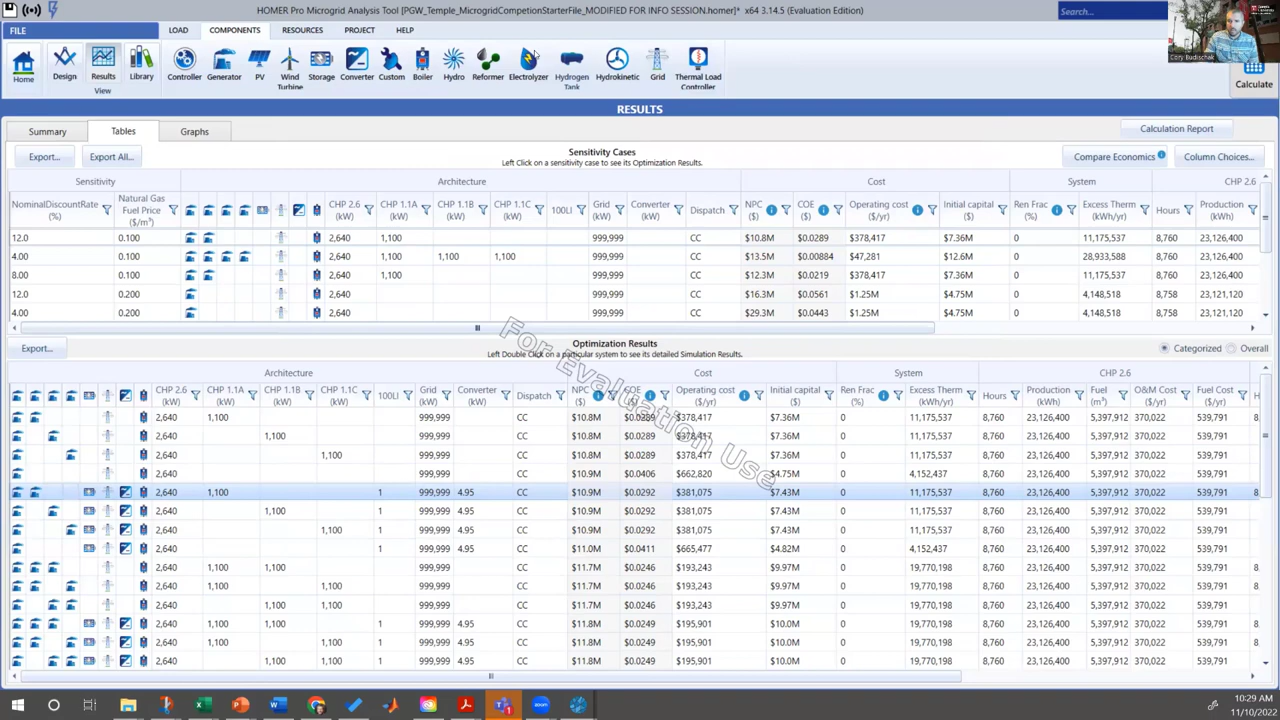 HOMER Pro Microgrid Analysis Tool [PGW_Temple_MicrogridCompetionStarterFile_MODIFIED FOR INFO SESSION.homer]* x64 3.14.5 (Evaluation Edition) Search...
FILE LOAD COMPONENTS RESOURCES PROJECT HELP
Cory Budischak
Home Design Results Library Controller Generator PV Wind Turbine Storage Converter Custom Boiler Hydro Reformer Electrolyzer Hydrogen Tank Hydrokinetic Grid Thermal Load Controller Calculate
View
RESULTS
Summary Tables Graphs Calculation Report
Export... Export All... Sensitivity Cases Compare Economics Column Choices...
Left Click on a sensitivity case to see its Optimization Results.
Sensitivity Architecture Cost System CHP 2.6
NominalDiscountRate (%) Natural Gas Fuel Price ($/m³) CHP 2.6 (kW) CHP 1.1A (kW) CHP 1.1B (kW) CHP 1.1C (kW) 100LI Grid (kW) Converter (kW) Dispatch NPC ($) COE ($) Operating cost ($/yr) Initial capital ($) Ren Frac (%) Excess Therm (kWh/yr) Hours Production (kWh)
12.0 0.100 2,640 1,100 999,999 CC $10.8M $0.0289 $378,417 $7.36M 0 11,175,537 8,760 23,126,400
4.00 0.100 2,640 1,100 1,100 1,100 999,999 CC $13.5M $0.00884 $47,281 $12.6M 0 28,933,588 8,760 23,126,400
8.00 0.100 2,640 1,100 999,999 CC $12.3M $0.0219 $378,417 $7.36M 0 11,175,537 8,760 23,126,400
12.0 0.200 2,640 999,999 CC $16.3M $0.0561 $1.25M $4.75M 0 4,148,518 8,758 23,121,120
4.00 0.200 2,640 999,999 CC $29.3M $0.0443 $1.25M $4.75M 0 4,148,518 8,758 23,121,120
Export... Optimization Results Categorized Overall
Left Double Click on a particular system to see its detailed Simulation Results.
For Evaluation Use
Architecture Cost System CHP 2.6
CHP 2.6 (kW) CHP 1.1A (kW) CHP 1.1B (kW) CHP 1.1C (kW) 100LI Grid (kW) Converter (kW) Dispatch NPC ($) COE ($) Operating cost ($/yr) Initial capital ($) Ren Frac (%) Excess Therm (kWh/yr) Hours Production (kWh) Fuel (m³) O&M Cost ($/yr) Fuel Cost ($/yr)
2,640 1,100 999,999 CC $10.8M $0.0289 $378,417 $7.36M 0 11,175,537 8,760 23,126,400 5,397,912 370,022 539,791 8.
2,640 1,100 999,999 CC $10.8M $0.0289 $378,417 $7.36M 0 11,175,537 8,760 23,126,400 5,397,912 370,022 539,791
2,640 1,100 999,999 CC $10.8M $0.0289 $378,417 $7.36M 0 11,175,537 8,760 23,126,400 5,397,912 370,022 539,791
2,640 999,999 CC $10.9M $0.0406 $662,820 $4.75M 0 4,152,437 8,760 23,126,400 5,397,912 370,022 539,791
2,640 1,100 1 999,999 4.95 CC $10.9M $0.0292 $381,075 $7.43M 0 11,175,537 8,760 23,126,400 5,397,912 370,022 539,791 8.
2,640 1,100 1 999,999 4.95 CC $10.9M $0.0292 $381,075 $7.43M 0 11,175,537 8,760 23,126,400 5,397,912 370,022 539,791
2,640 1,100 1 999,999 4.95 CC $10.9M $0.0292 $381,075 $7.43M 0 11,175,537 8,760 23,126,400 5,397,912 370,022 539,791
2,640 1 999,999 4.95 CC $11.0M $0.0411 $665,477 $4.82M 0 4,152,437 8,760 23,126,400 5,397,912 370,022 539,791
2,640 1,100 1,100 999,999 CC $11.7M $0.0246 $193,243 $9.97M 0 19,770,198 8,760 23,126,400 5,397,912 370,022 539,791 8.
2,640 1,100 1,100 999,999 CC $11.7M $0.0246 $193,243 $9.97M 0 19,770,198 8,760 23,126,400 5,397,912 370,022 539,791 8.
2,640 1,100 1,100 999,999 CC $11.7M $0.0246 $193,243 $9.97M 0 19,770,198 8,760 23,126,400 5,397,912 370,022 539,791
2,640 1,100 1,100 1 999,999 4.95 CC $11.8M $0.0249 $195,901 $10.0M 0 19,770,198 8,760 23,126,400 5,397,912 370,022 539,791 8.
2,640 1,100 1,100 1 999,999 4.95 CC $11.8M $0.0249 $195,901 $10.0M 0 19,770,198 8,760 23,126,400 5,397,912 370,022 539,791 8.
2,640 1,100 1,100 1 999,999 4.95 CC $11.8M $0.0249 $195,901 $10.0M 0 19,770,198 8,760 23,126,400 5,397,912 370,022 539,791
10:29 AM
11/10/2022